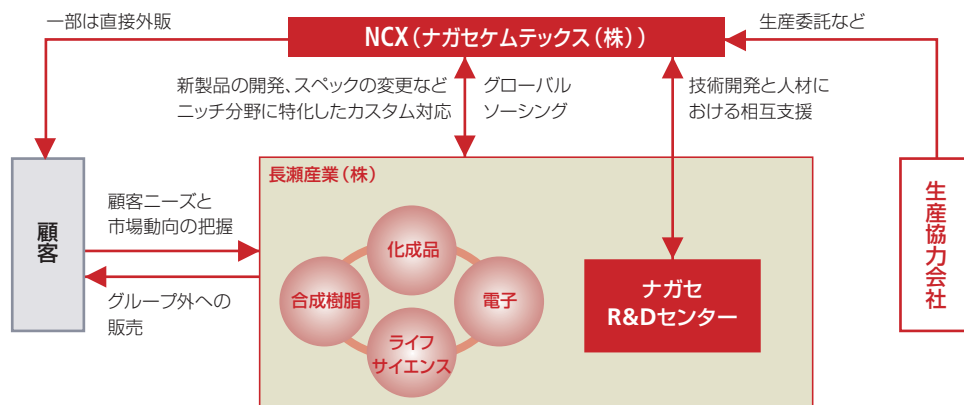 一部は直接外販
NCX（ナガセケムテックス（株））
生産委託など
新製品の開発、スペックの変更など
ニッチ分野に特化したカスタム対応
グローバル
ソーシング
技術開発と人材に
おける相互支援
長瀬産業（株）
顧客
顧客ニーズと
市場動向の把握
グループ外への
販売
化成品
合成樹脂
電子
ライフ
サイエンス
ナガセ
R&Dセンター
生産協力会社